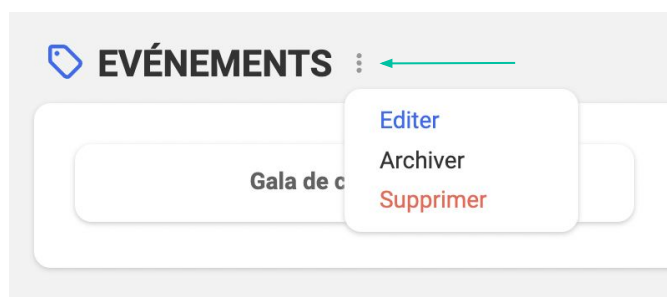 EVÉNEMENTS
Editer
Archiver
Gala de c
Supprimer